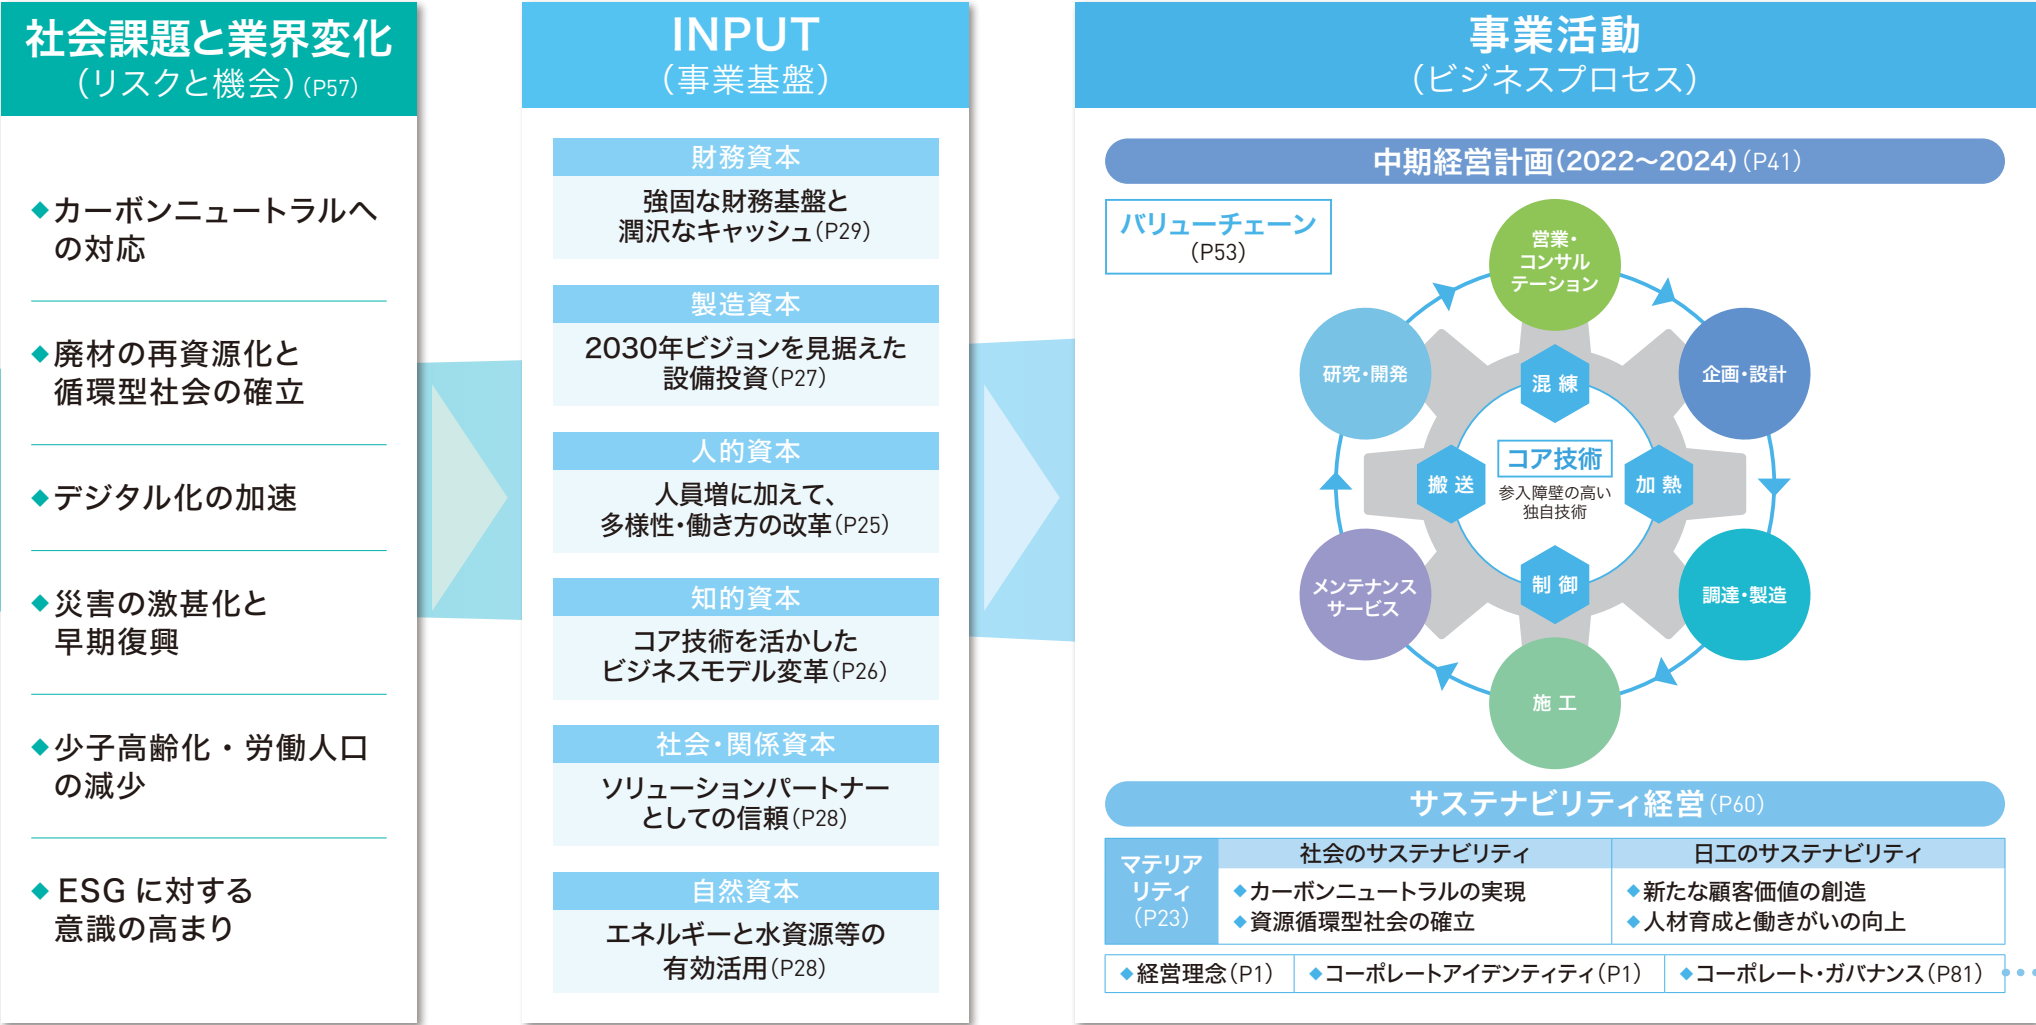 社会課題と業界変化
（リスクと機会）(P57)
◆カーボンニュートラルへ
の対応
◆廃材の再資源化と
循環型社会の確立
◆デジタル化の加速
◆災害の激甚化と
早期復興
◆少子高齢化・労働人口
の減少
◆ESGに対する
意識の高まり
INPUT
（事業基盤）
財務資本
強固な財務基盤と
潤沢なキャッシュ(P29)
製造資本
2030年ビジョンを見据えた
設備投資(P27)
人的資本
人員増に加えて、
多様性・働き方の改革(P25)
知的資本
コア技術を活かした
ビジネスモデル変革(P26)
社会・関係資本
ソリューションパートナー
としての信頼(P28)
自然資本
エネルギーと水資源等の
有効活用(P28)
事業活動
（ビジネスプロセス）
中期経営計画(2022〜2024)(P41)
バリューチェーン
(P53)
営業・
コンサル
テーション
企画・設計
調達・製造
施工
メンテナンス
サービス
研究・開発
混練
加熱
制御
搬送
コア技術
参入障壁の高い
独自技術
サステナビリティ経営(P60)
マテリア
リティ
(P23)
社会のサステナビリティ
◆カーボンニュートラルの実現
◆資源循環型社会の確立
日工のサステナビリティ
◆新たな顧客価値の創造
◆人材育成と働きがいの向上
◆経営理念(P1)
◆コーポレートアイデンティティ(P1)
◆コーポレート・ガバナンス(P81)